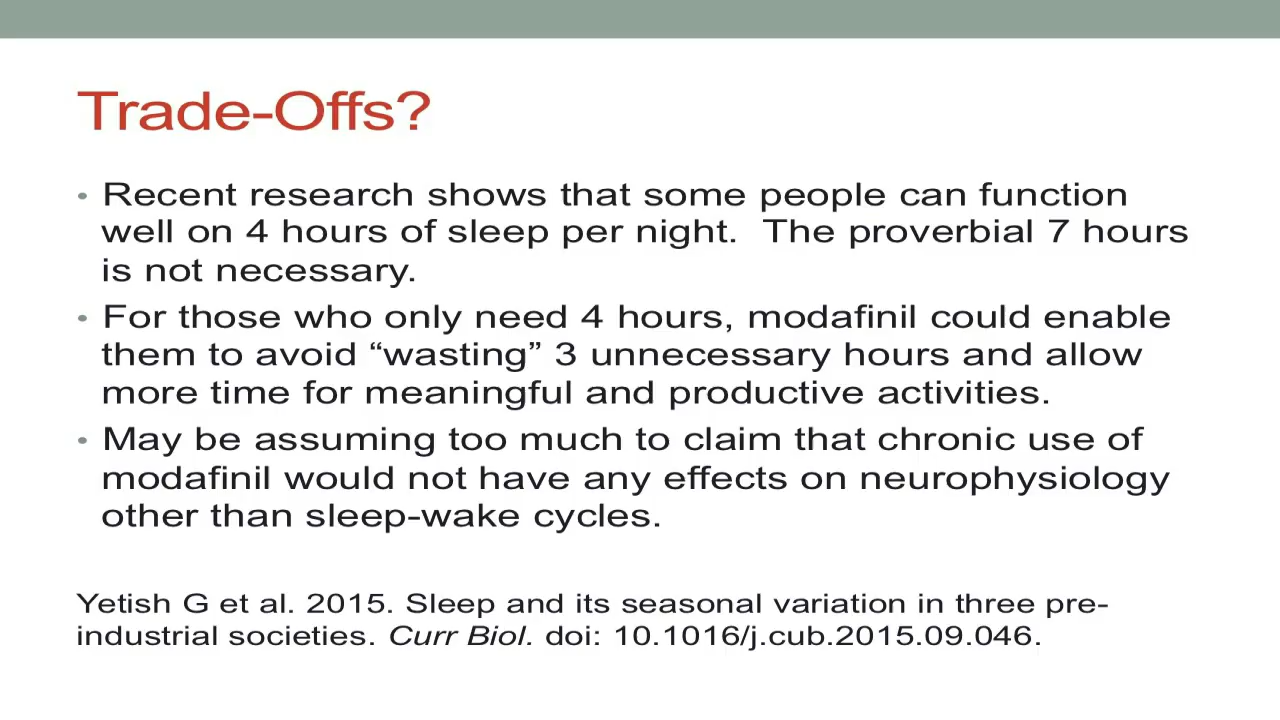 Trade-Offs?
• Recent research shows that some people can function
well on 4 hours of sleep per night.  The proverbial 7 hours
is not necessary.
• For those who only need 4 hours, modafinil could enable
them to avoid “wasting” 3 unnecessary hours and allow
more time for meaningful and productive activities.
• May be assuming too much to claim that chronic use of
modafinil would not have any effects on neurophysiology
other than sleep-wake cycles.
Yetish G et al. 2015. Sleep and its seasonal variation in three pre-
industrial societies. Curr Biol. doi: 10.1016/j.cub.2015.09.046.